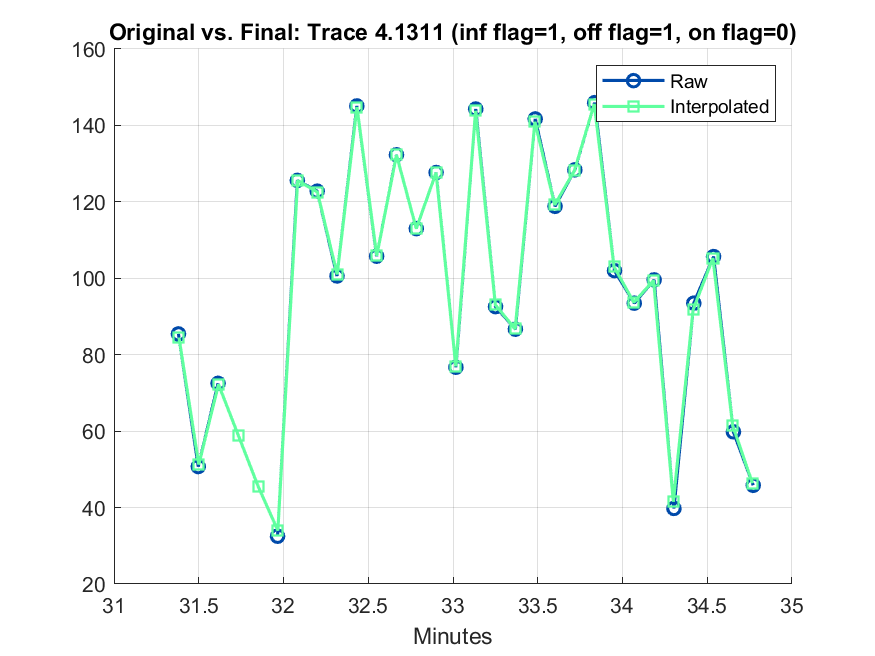 Original vs. Final: Trace 4.1311 (inf flag=1, off flag=1, on flag=0)
160
140
120
100
80
60
40
20
Raw
Interpolated
31 31.5 32 32.5 33 33.5 34 34.5 35
Minutes